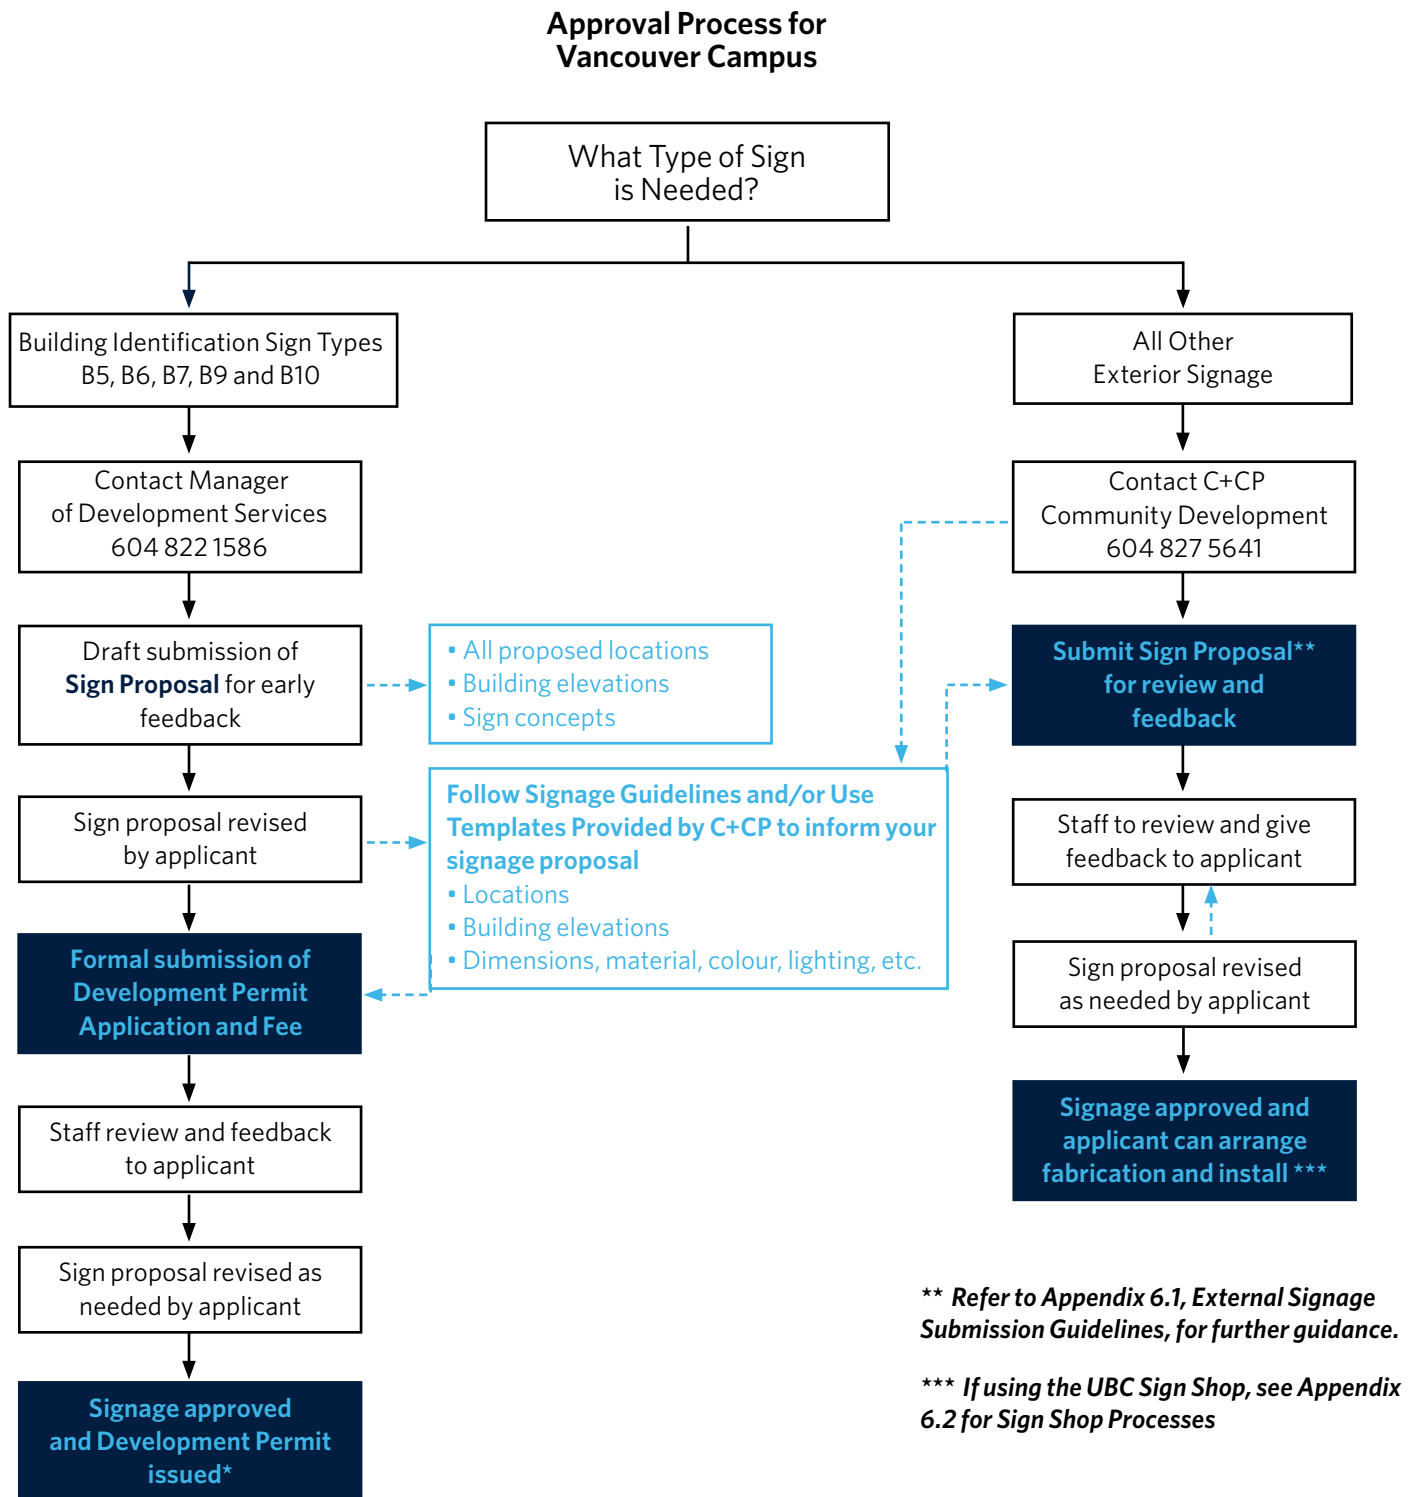 Approval Process for
Vancouver Campus
What Type of Sign
is Needed?
Building Identification Sign Types
B5, B6, B7, B9 and B10
Contact Manager
of Development Services
604 822 1586
Draft submission of
Sign Proposal for early
feedback
• All proposed locations
• Building elevations
• Sign concepts
Sign proposal revised
by applicant
Follow Signage Guidelines and/or Use
Templates Provided by C+CP to inform your
signage proposal
• Locations
• Building elevations
• Dimensions, material, colour, lighting, etc.
Formal submission of
Development Permit
Application and Fee
Staff review and feedback
to applicant
Sign proposal revised as
needed by applicant
Signage approved
and Development Permit
issued*
All Other
Exterior Signage
Contact C+CP
Community Development
604 827 5641
Submit Sign Proposal**
for review and
feedback
Staff to review and give
feedback to applicant
Sign proposal revised
as needed by applicant
Signage approved and
applicant can arrange
fabrication and install ***
** Refer to Appendix 6.1, External Signage
Submission Guidelines, for further guidance.
*** If using the UBC Sign Shop, see Appendix
6.2 for Sign Shop Processes